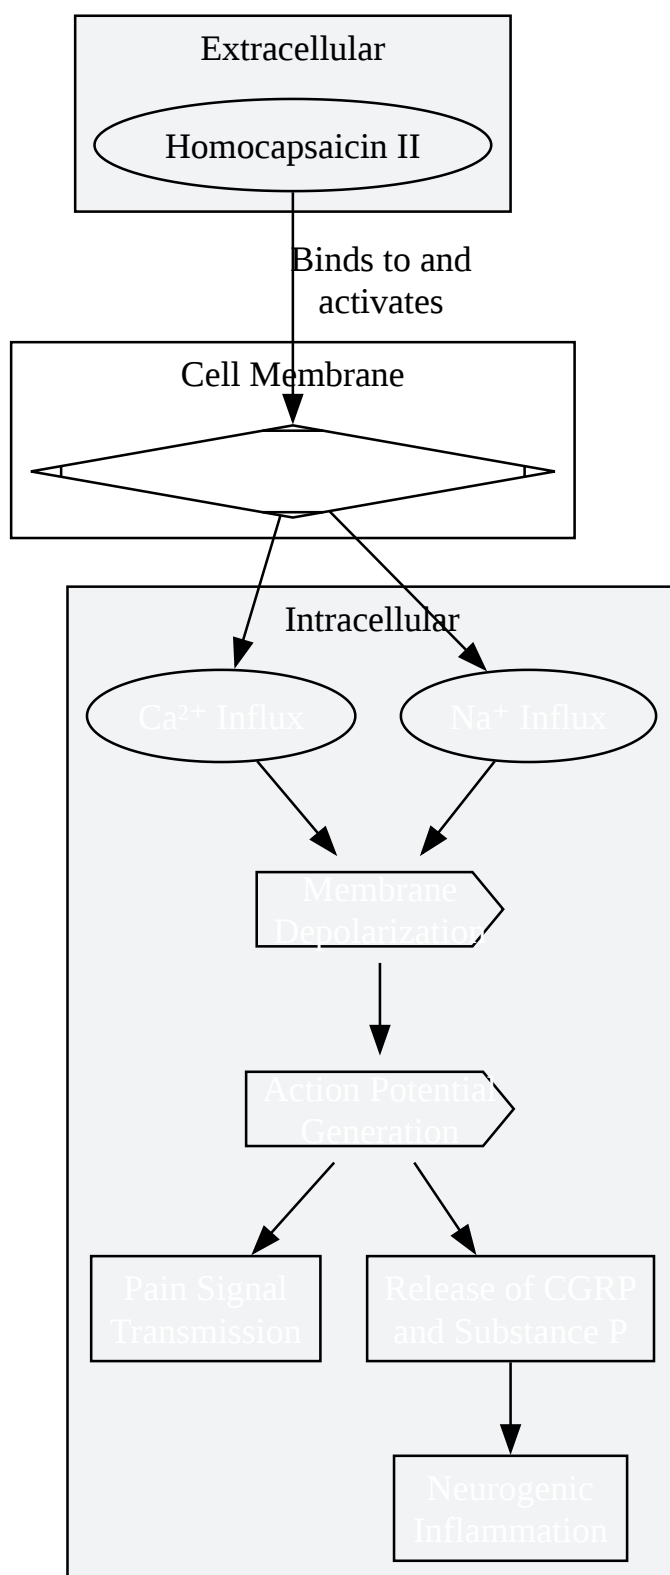 Extracellular
Homocapsaicin II
Binds to and
activates
Cell Membrane
Intracellular
Ca²⁺ Influx
Na⁺ Influx
Membrane
Depolarization
Action Potential
Generation
Pain Signal
Transmission
Release of CGRP
and Substance P
Neurogenic
Inflammation